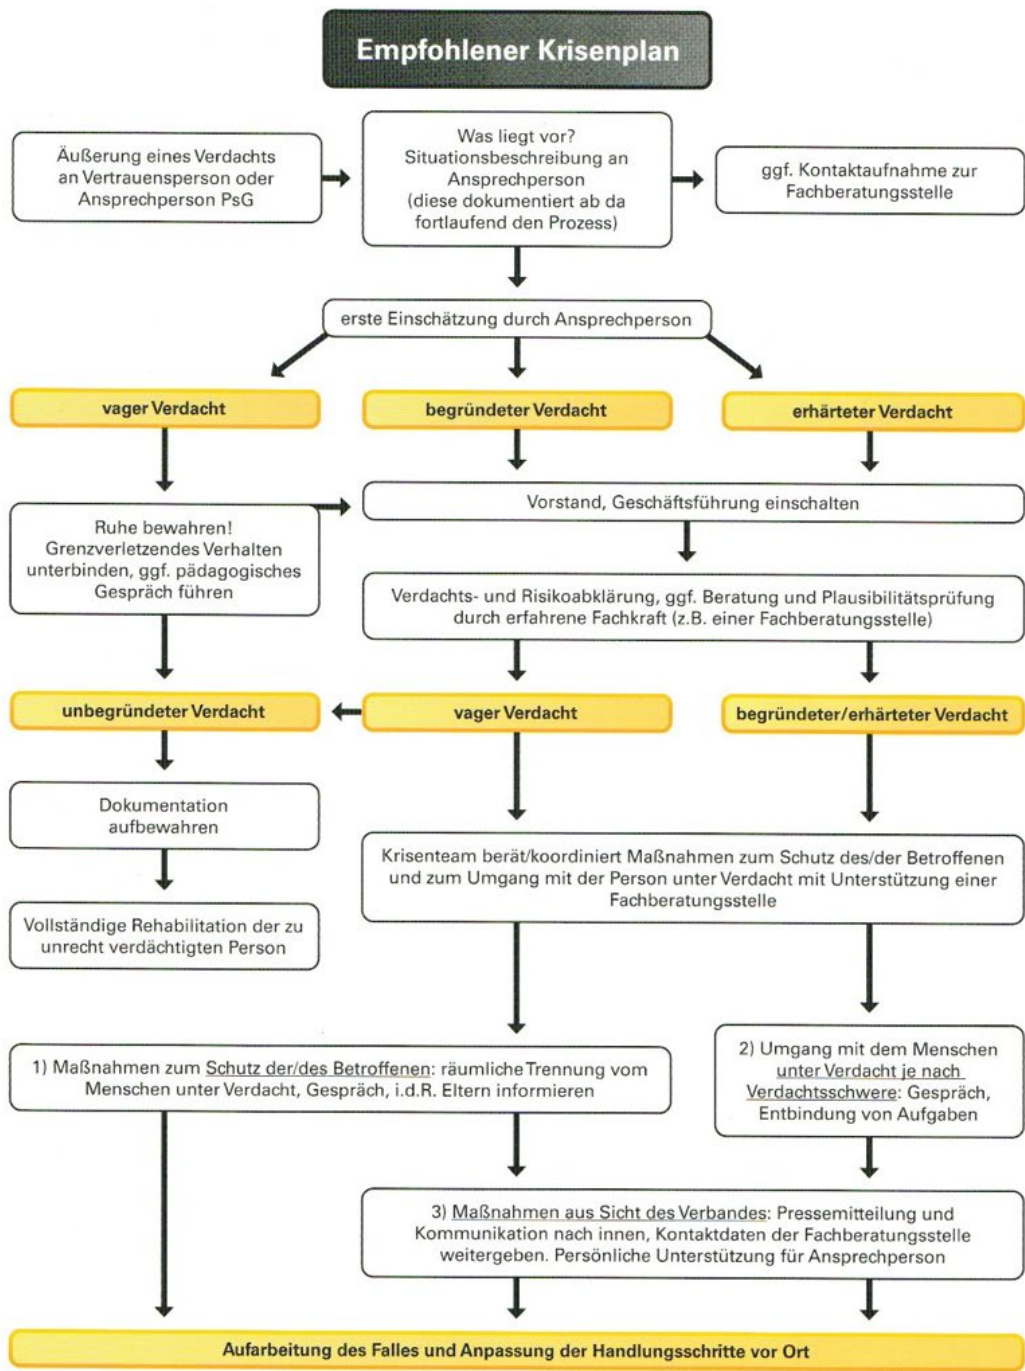 Empfohlener Krisenplan
Äußerung eines Verdachts
an Vertrauensperson oder
Ansprechperson PsG
Was liegt vor?
Situationsbeschreibung an
Ansprechperson
(diese dokumentiert ab da
fortlaufend den Prozess)
ggf. Kontaktaufnahme zur
Fachberatungsstelle
erste Einschätzung durch Ansprechperson
vager Verdacht
begründeter Verdacht
erhärteter Verdacht
Ruhe bewahren!
Grenzverletzendes Verhalten
unterbinden, ggf. pädagogisches
Gespräch führen
Vorstand, Geschäftsführung einschalten
Verdachts- und Risikoabklärung, ggf. Beratung und Plausibilitätsprüfung
durch erfahrene Fachkraft (z.B. einer Fachberatungsstelle)
unbegründeter Verdacht
vager Verdacht
begründeter/erhärteter Verdacht
Dokumentation
aufbewahren
Vollständige Rehabilitation der zu
unrecht verdächtigten Person
Krisenteam berät/koordiniert Maßnahmen zum Schutz des/der Betroffenen
und zum Umgang mit der Person unter Verdacht mit Unterstützung einer
Fachberatungsstelle
1) Maßnahmen zum Schutz der/des Betroffenen: räumliche Trennung vom
Menschen unter Verdacht, Gespräch, i.d.R. Eltern informieren
2) Umgang mit dem Menschen
unter Verdacht je nach
Verdachtsschwere: Gespräch,
Entbindung von Aufgaben
3) Maßnahmen aus Sicht des Verbandes: Pressemitteilung und
Kommunikation nach innen, Kontaktdaten der Fachberatungsstelle
weitergeben. Persönliche Unterstützung für Ansprechperson
Aufarbeitung des Falles und Anpassung der Handlungsschritte vor Ort